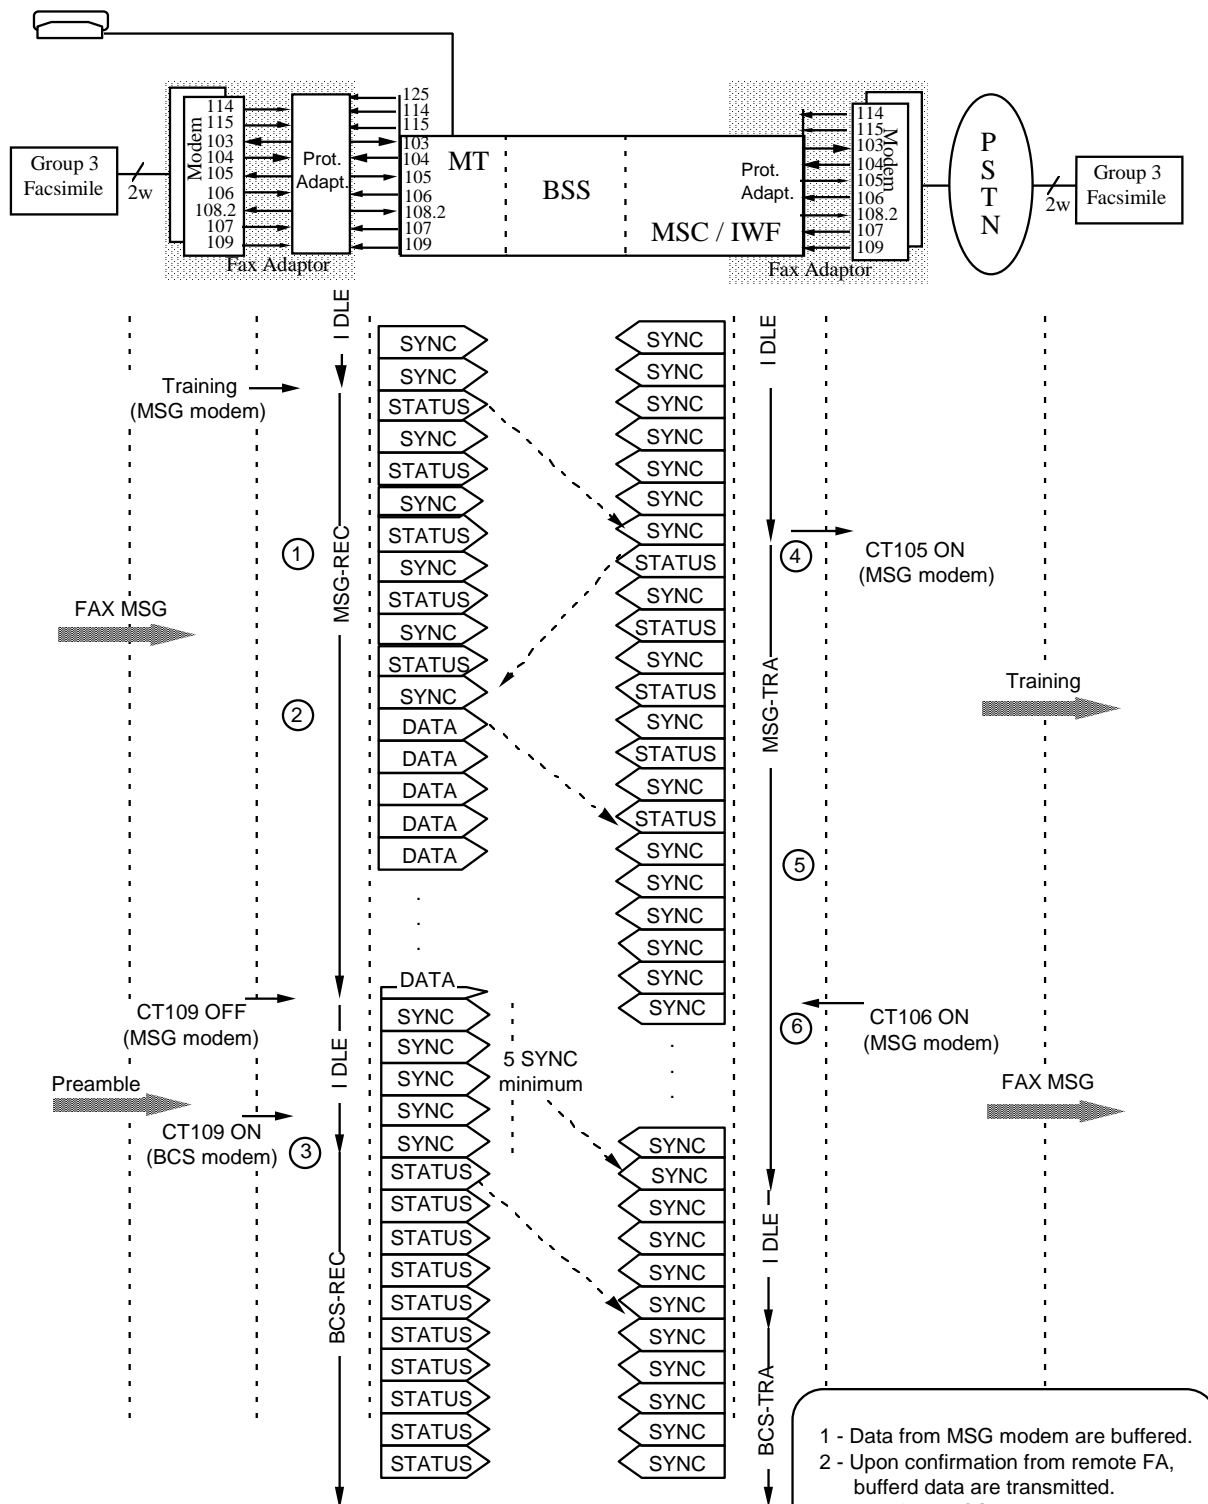 125
114
115
103
104
105
106
108.2
107
109
114
115
103
104
105
106
108.2
107
109
Modem
Prot.
Adapt.
Fax Adaptor
Group 3
Facsimile
2w
MT
BSS
MSC / IWF
Prot.
Adapt.
114
115
103
104
105
106
108.2
107
109
Modem
Fax Adaptor
P
S
T
N
2w
Group 3
Facsimile
I DLE
MSG-REC
I DLE
BCS-REC
Training
(MSG modem)
1
FAX MSG
2
CT109 OFF
(MSG modem)
Preamble
CT109 ON
(BCS modem)
3
SYNC
SYNC
STATUS
SYNC
STATUS
SYNC
STATUS
SYNC
STATUS
SYNC
STATUS
SYNC
DATA
DATA
DATA
DATA
DATA
.
.
.
DATA
SYNC
SYNC
SYNC
SYNC
SYNC
STATUS
STATUS
STATUS
STATUS
STATUS
STATUS
STATUS
STATUS
STATUS
STATUS
5 SYNC
minimum
SYNC
SYNC
SYNC
SYNC
SYNC
SYNC
SYNC
STATUS
SYNC
STATUS
SYNC
STATUS
SYNC
STATUS
SYNC
STATUS
SYNC
SYNC
SYNC
SYNC
SYNC
SYNC
.
.
.
SYNC
SYNC
SYNC
SYNC
SYNC
SYNC
SYNC
SYNC
SYNC
SYNC
SYNC
I DLE
MSG-TRA
I DLE
BCS-TRA
4
CT105 ON
(MSG modem)
Training
5
CT106 ON
(MSG modem)
6
FAX MSG
1 - Data from MSG modem are buffered.
2 - Upon confirmation from remote FA,
bufferd data are transmitted.